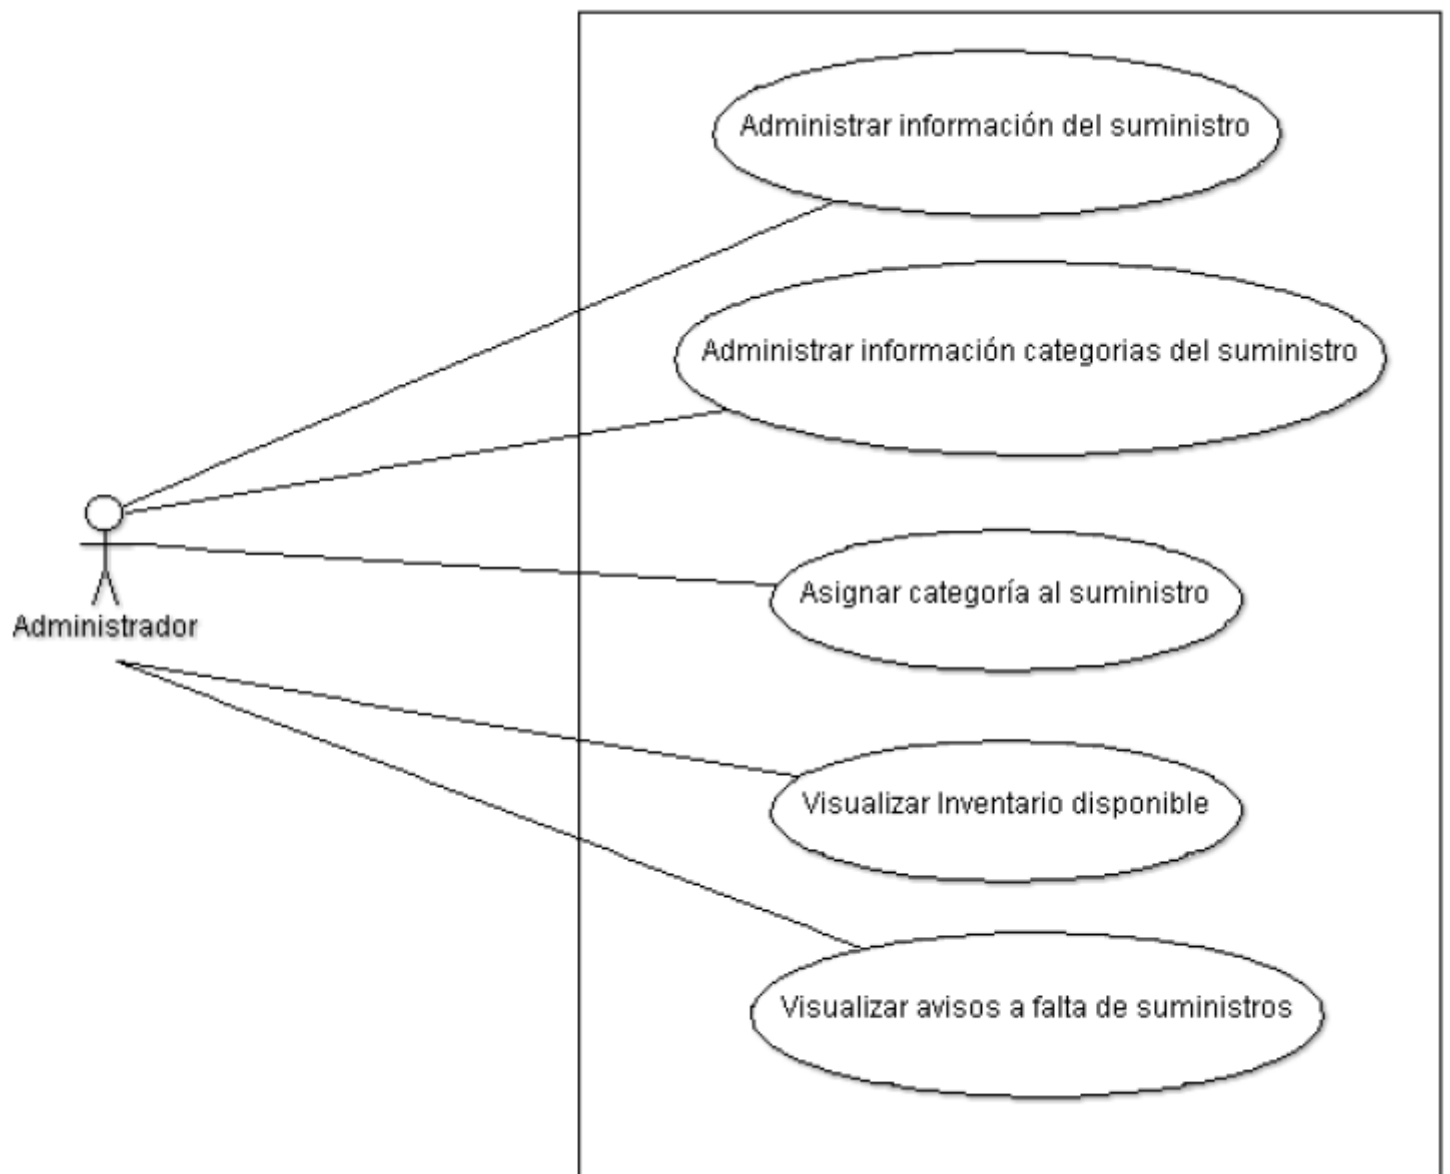 Administrar información del suministro
Administrar información categorias del suministro
Administrador
Asignar categoría al suministro
Visualizar Inventario disponible
Visualizar avisos a falta de suministros